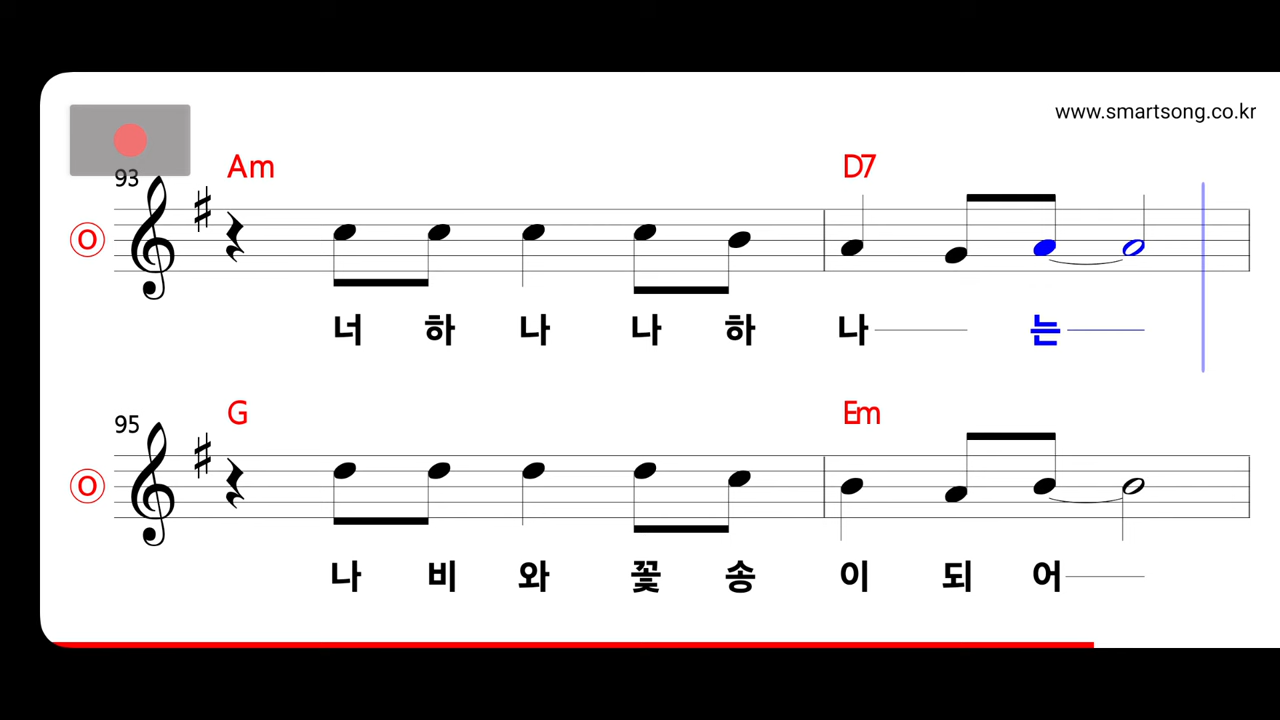 www.smartsong.co.kr
93
Am D7
O
너 하 나 나 하 나 는
95
G Em
O
나 비 와 꽃 송 이 되 어